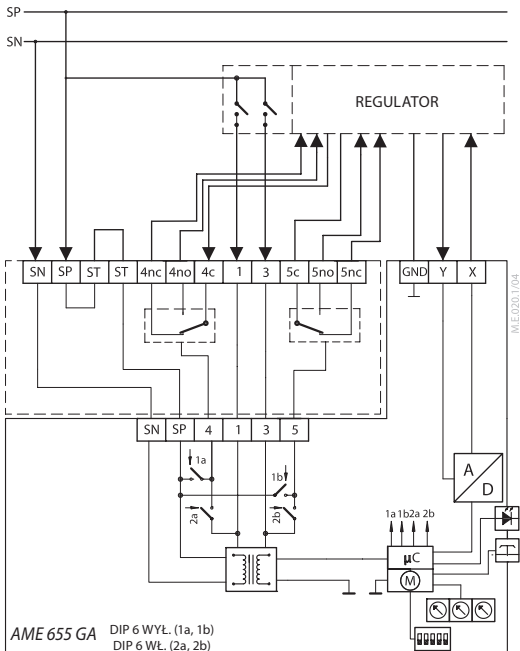 SP
SN
REGULATOR
SN SP ST ST 4nc 4no 4c 1 3 5c 5no 5nc GND Y X
M.E.020.1/04
SN SP 4 1 3 5
1a
1b
2a
2b
A
D
1a 1b 2a 2b
µC
M
AME 655 GA
DIP 6 WYŁ. (1a, 1b)
DIP 6 WŁ. (2a, 2b)